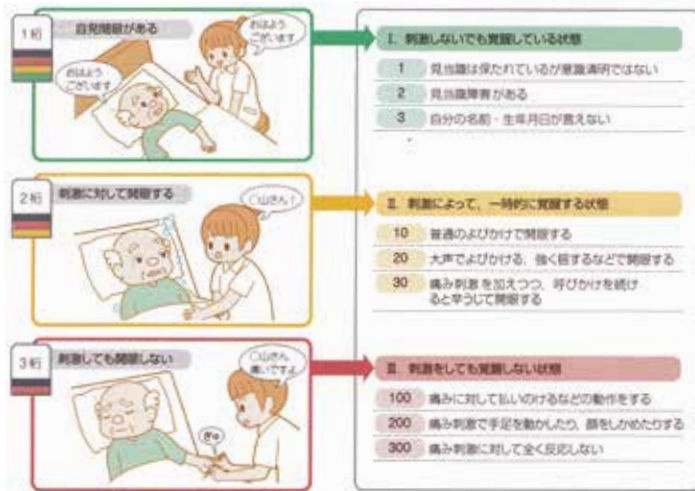 1桁
自発開眼がある
おはよう
ございます
おはよう
ございます
Ⅰ. 刺激しないでも覚醒している状態
1 見当識は保たれているが意識清明ではない
2 見当識障害がある
3 自分の名前・生年月日が言えない
2桁
刺激に対して開眼する
〇山さん!
Ⅱ. 刺激によって、一時的に覚醒する状態
10 普通のよびかけで開眼する
20 大声でよびかける、強く揺するなどで開眼する
30 痛み刺激を加えつつ、呼びかけを続け
ると辛うじて開眼する
3桁
刺激しても開眼しない
〇山さん
痛いですよ
ぎゅ
Ⅲ. 刺激をしても覚醒しない状態
100 痛みに対して払いのけるなどの動作をする
200 痛み刺激で手足を動かしたり、顔をしかめたりする
300 痛み刺激に対して全く反応しない